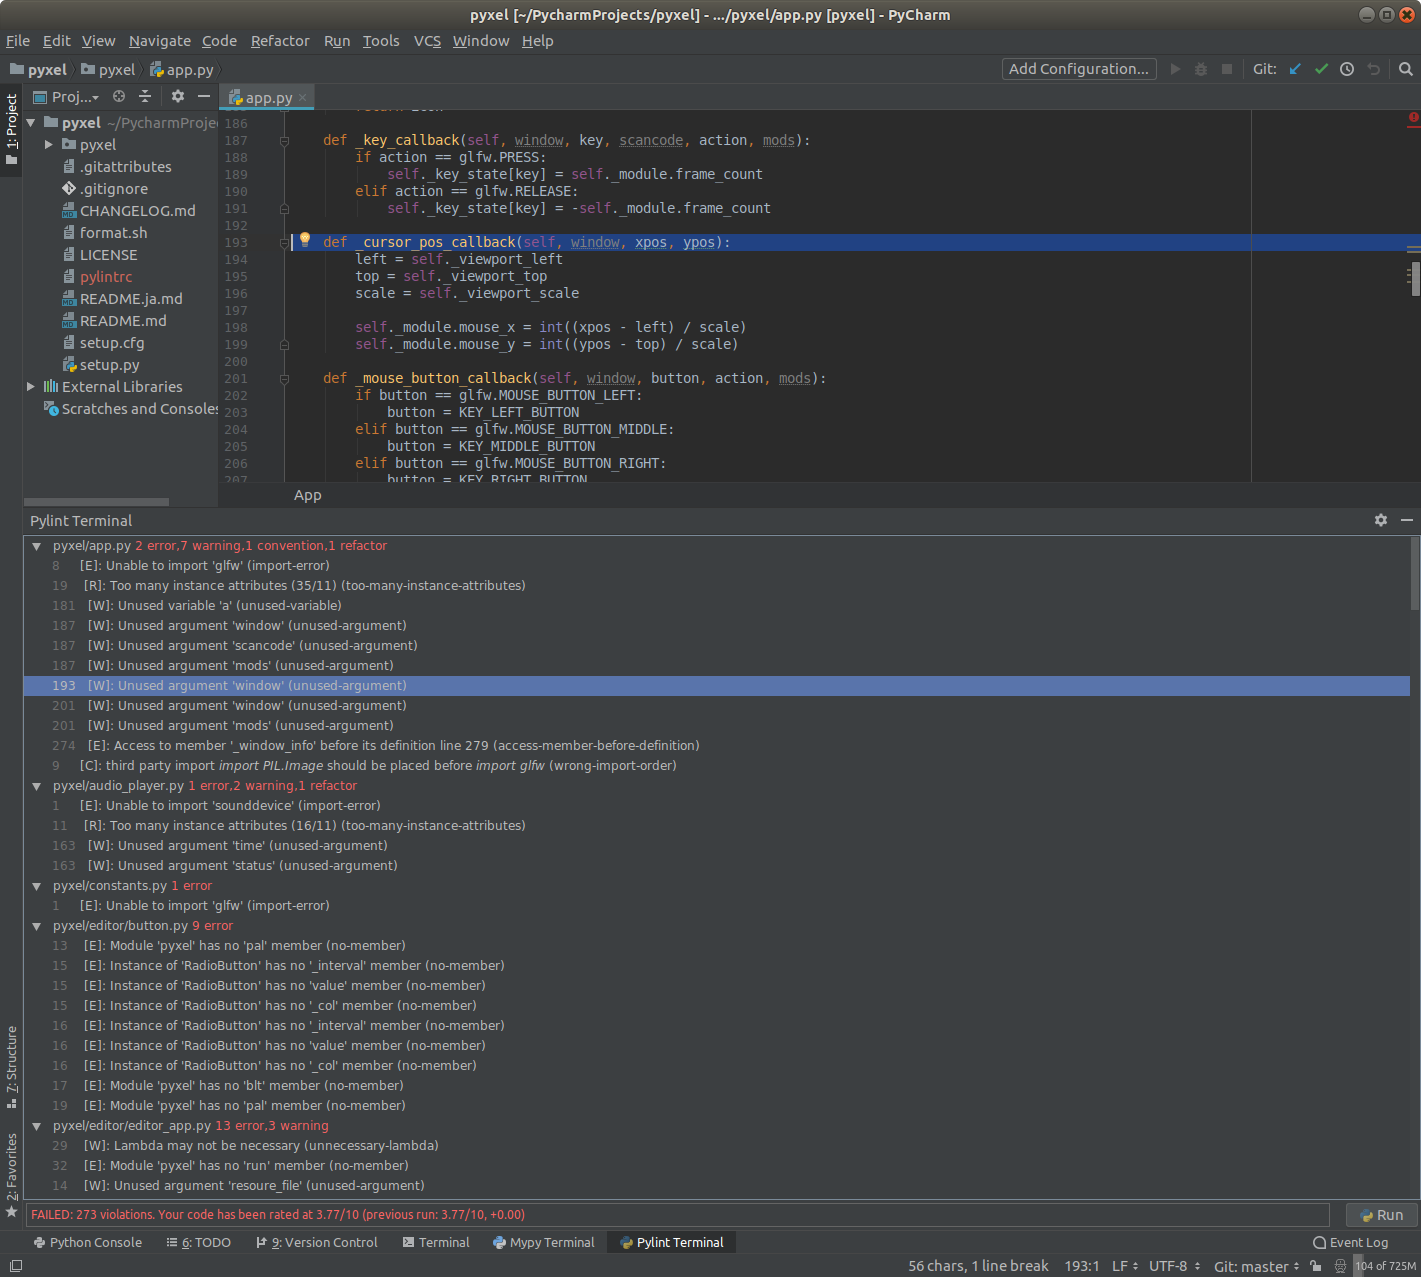 pyxel [~/PycharmProjects/pyxel] - .../pyxel/app.py [pyxel] - PyCharm
File Edit View Navigate Code Refactor Run Tools VCS Window Help
pyxel pyxel app.py Add Configuration... Git:
1: Project
Proj...
pyxel ~/PycharmProje
pyxel
.gitattributes
.gitignore
CHANGELOG.md
format.sh
LICENSE
pylintrc
README.ja.md
README.md
setup.cfg
setup.py
External Libraries
Scratches and Consoles
app.py
186
187 def _key_callback(self, window, key, scancode, action, mods):
188 if action == glfw.PRESS:
189 self._key_state[key] = self._module.frame_count
190 elif action == glfw.RELEASE:
191 self._key_state[key] = -self._module.frame_count
192
193 def _cursor_pos_callback(self, window, xpos, ypos):
194 left = self._viewport_left
195 top = self._viewport_top
196 scale = self._viewport_scale
197
198 self._module.mouse_x = int((xpos - left) / scale)
199 self._module.mouse_y = int((ypos - top) / scale)
200
201 def _mouse_button_callback(self, window, button, action, mods):
202 if button == glfw.MOUSE_BUTTON_LEFT:
203 button = KEY_LEFT_BUTTON
204 elif button == glfw.MOUSE_BUTTON_MIDDLE:
205 button = KEY_MIDDLE_BUTTON
206 elif button == glfw.MOUSE_BUTTON_RIGHT:
207 button = KEY_RIGHT_BUTTON
App
Pylint Terminal
pyxel/app.py 2 error,7 warning,1 convention,1 refactor
8 [E]: Unable to import 'glfw' (import-error)
19 [R]: Too many instance attributes (35/11) (too-many-instance-attributes)
181 [W]: Unused variable 'a' (unused-variable)
187 [W]: Unused argument 'window' (unused-argument)
187 [W]: Unused argument 'scancode' (unused-argument)
187 [W]: Unused argument 'mods' (unused-argument)
193 [W]: Unused argument 'window' (unused-argument)
201 [W]: Unused argument 'window' (unused-argument)
201 [W]: Unused argument 'mods' (unused-argument)
274 [E]: Access to member '_window_info' before its definition line 279 (access-member-before-definition)
9 [C]: third party import import PIL.Image should be placed before import glfw (wrong-import-order)
pyxel/audio_player.py 1 error,2 warning,1 refactor
1 [E]: Unable to import 'sounddevice' (import-error)
11 [R]: Too many instance attributes (16/11) (too-many-instance-attributes)
163 [W]: Unused argument 'time' (unused-argument)
163 [W]: Unused argument 'status' (unused-argument)
pyxel/constants.py 1 error
1 [E]: Unable to import 'glfw' (import-error)
pyxel/editor/button.py 9 error
13 [E]: Module 'pyxel' has no 'pal' member (no-member)
15 [E]: Instance of 'RadioButton' has no '_interval' member (no-member)
15 [E]: Instance of 'RadioButton' has no 'value' member (no-member)
15 [E]: Instance of 'RadioButton' has no '_col' member (no-member)
16 [E]: Instance of 'RadioButton' has no '_interval' member (no-member)
16 [E]: Instance of 'RadioButton' has no 'value' member (no-member)
16 [E]: Instance of 'RadioButton' has no '_col' member (no-member)
17 [E]: Module 'pyxel' has no 'blt' member (no-member)
19 [E]: Module 'pyxel' has no 'pal' member (no-member)
pyxel/editor/editor_app.py 13 error,3 warning
29 [W]: Lambda may not be necessary (unnecessary-lambda)
32 [E]: Module 'pyxel' has no 'run' member (no-member)
14 [W]: Unused argument 'resoure_file' (unused-argument)
7: Structure
2: Favorites
FAILED: 273 violations. Your code has been rated at 3.77/10 (previous run: 3.77/10, +0.00)
Run
Python Console 6: TODO 9: Version Control Terminal Mypy Terminal Pylint Terminal Event Log
56 chars, 1 line break 193:1 LF UTF-8 Git: master 104 of 725M